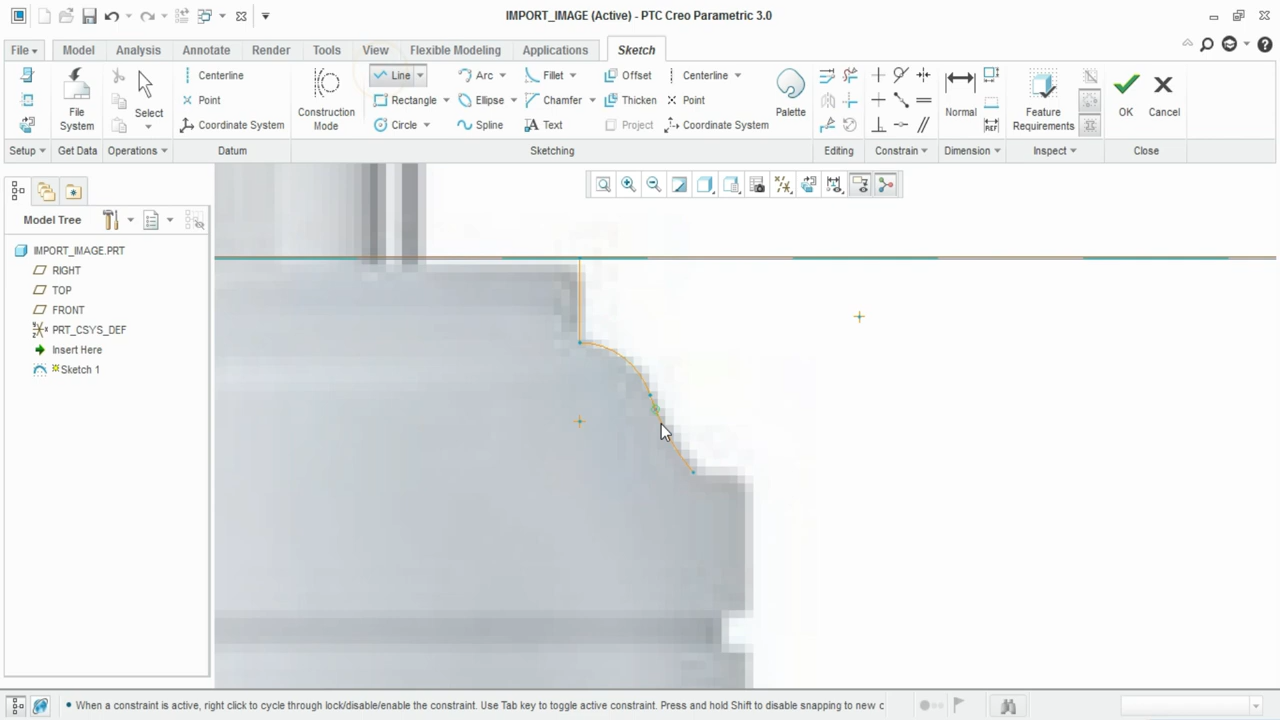 IMPORT_IMAGE (Active) - PTC Creo Parametric 3.0
File Model Analysis Annotate Render Tools View Flexible Modeling Applications Sketch
Centerline Line Arc Fillet Offset Centerline
Point Rectangle Ellipse Chamfer Thicken Point
Coordinate System Circle Spline Text Project Coordinate System
File System Select Construction Mode Palette Normal Feature Requirements OK Cancel
Setup Get Data Operations Datum Sketching Editing Constrain Dimension Inspect Close
Model Tree
IMPORT_IMAGE.PRT
RIGHT
TOP
FRONT
PRT_CSYS_DEF
Insert Here
Sketch 1
• When a constraint is active, right click to cycle through lock/disable/enable the constraint. Use Tab key to toggle active constraint. Press and hold Shift to disable snapping to new c